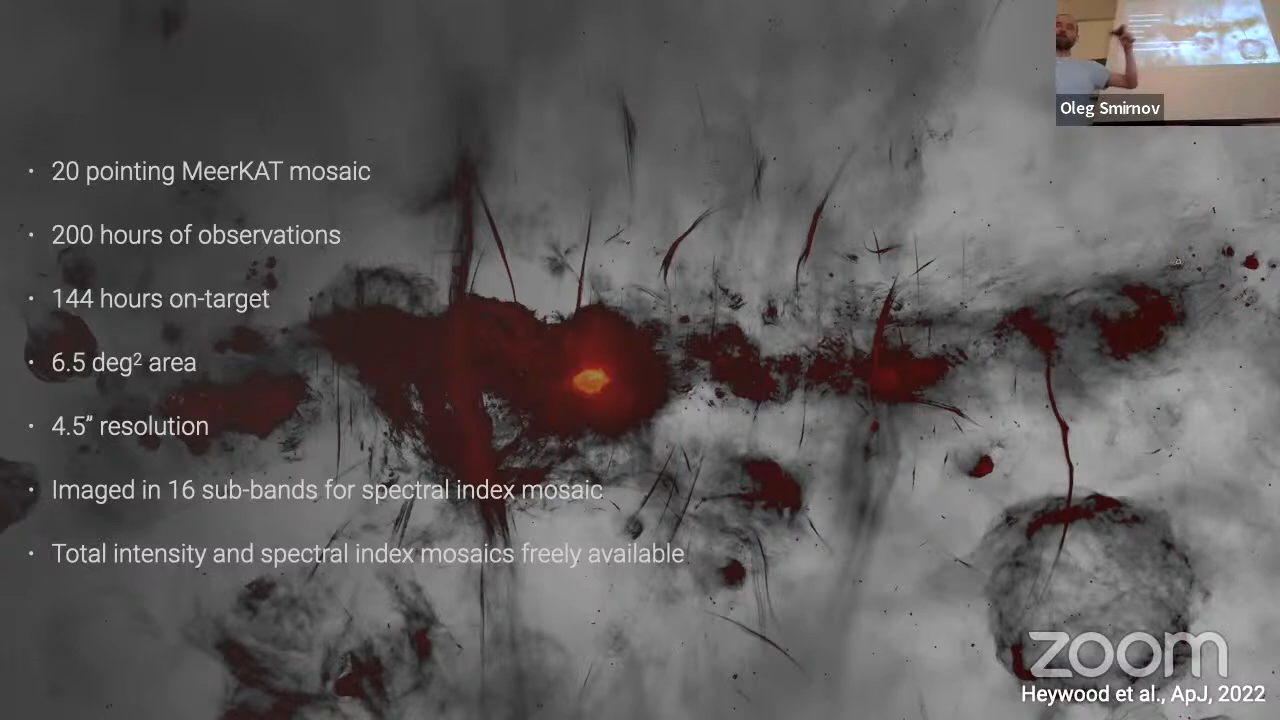 Oleg Smirnov
· 20 pointing MeerKAT mosaic
· 200 hours of observations
· 144 hours on-target
· 6.5 deg² area
· 4.5” resolution
· Imaged in 16 sub-bands for spectral index mosaic
· Total intensity and spectral index mosaics freely available
zoom
Heywood et al., ApJ, 2022